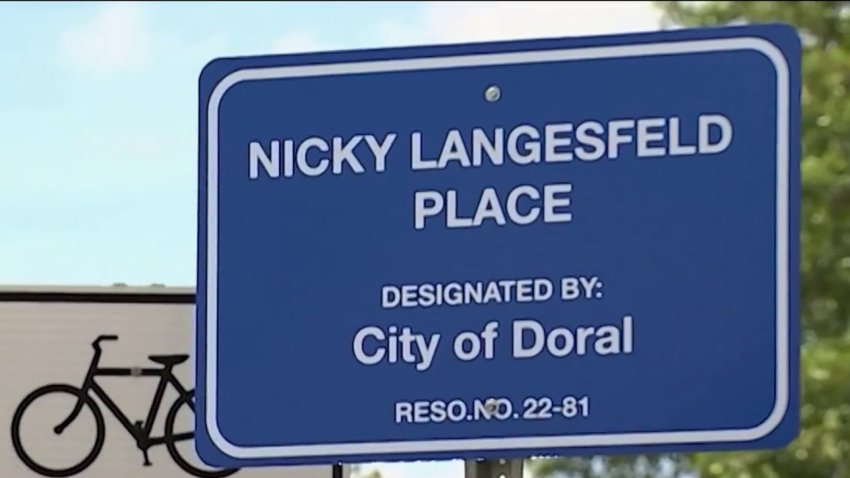 NICKY LANGESFELD
PLACE
DESIGNATED BY:
City of Doral
RESO.NO. 22-81